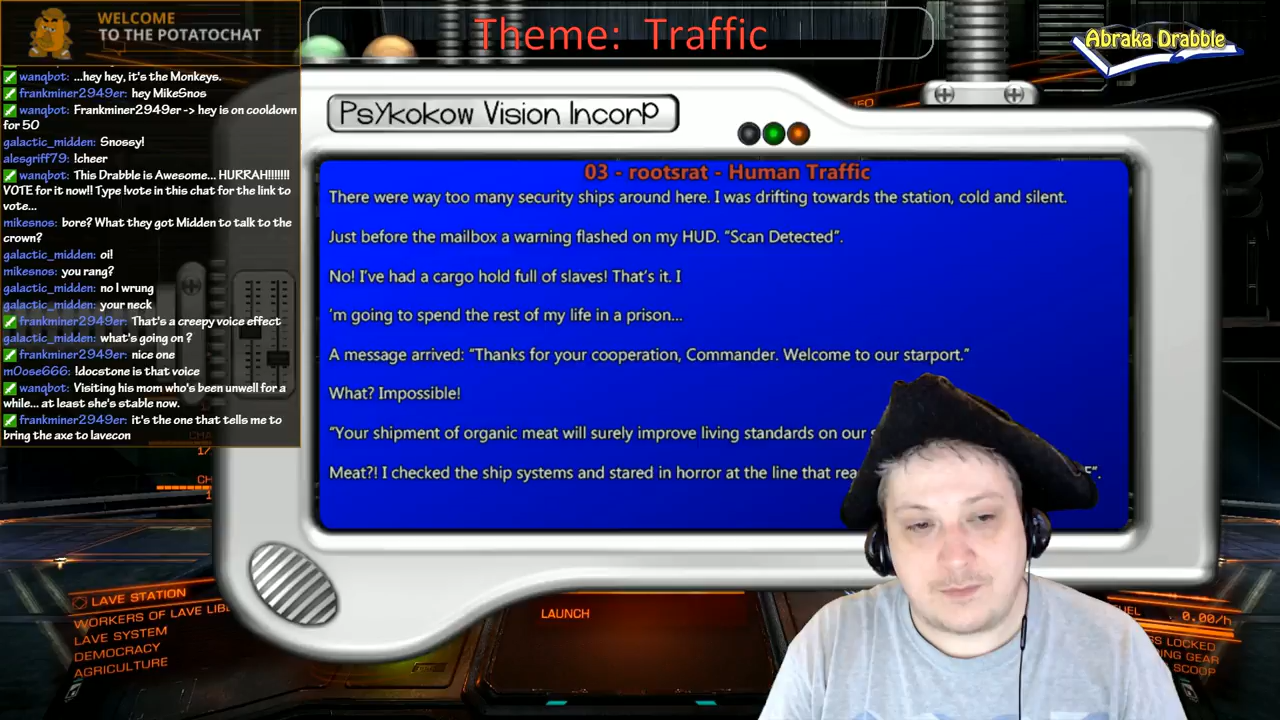 WELCOME
TO THE POTATOCHAT
Theme: Traffic
Abraka Drabble
wanqbot: ...hey hey, it's the Monkeys.
frankminer2949er: hey MikeSnos
wanqbot: Frankminer2949er -> hey is on cooldown
for 50
galactic_midden: Snossy!
alesgriff79: !cheer
wanqbot: This Drabble is Awesome... HURRAH!!!!!!!
VOTE for it now!! Type !vote in this chat for the link to
vote...
mikesnos: bore? What they got Midden to talk to the
crown?
galactic_midden: oi!
mikesnos: you rang?
galactic_midden: no I wrung
galactic_midden: your neck
frankminer2949er: That's a creepy voice effect
galactic_midden: what's going on ?
frankminer2949er: nice one
m0ose666: !docstone is that voice
wanqbot: Visiting his mom who's been unwell for a
while... at least she's stable now.
frankminer2949er: it's the one that tells me to
bring the axe to lavecon
PsYkokow Vision Incorp
03 - rootsrat - Human Traffic
There were way too many security ships around here. I was drifting towards the station, cold and silent.
Just before the mailbox a warning flashed on my HUD. “Scan Detected”.
No! I’ve had a cargo hold full of slaves! That’s it. I
’m going to spend the rest of my life in a prison...
A message arrived: “Thanks for your cooperation, Commander. Welcome to our starport.”
What? Impossible!
“Your shipment of organic meat will surely improve living standards on our
Meat?! I checked the ship systems and stared in horror at the line that
LAVE STATION
WORKERS OF LAVE
LAVE SYSTEM
DEMOCRACY
AGRICULTURE
LAUNCH
0.00/h
LOCKED
GEAR
SCOOP